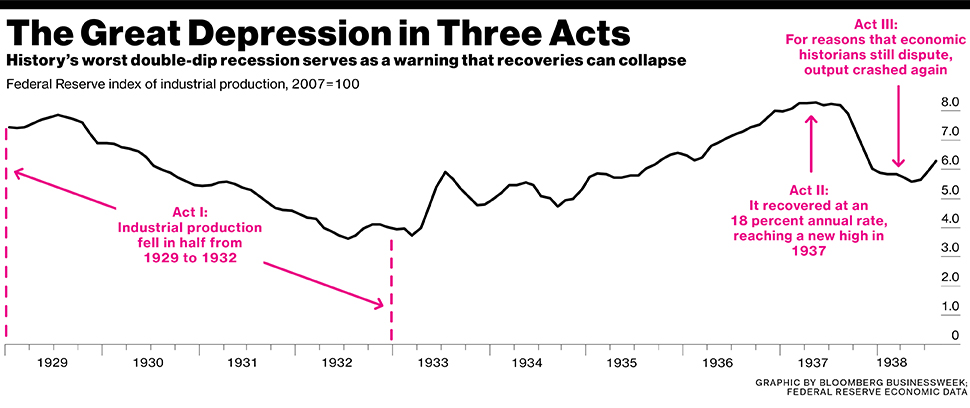 The Great Depression in Three Acts
History's worst double-dip recession serves as a warning that recoveries can collapse
Federal Reserve index of industrial production, 2007=100
Act III:
For reasons that economic
historians still dispute,
output crashed again
8.0
7.0
6.0
5.0
4.0
3.0
2.0
1.0
0
Act I:
Industrial production
fell in half from
1929 to 1932
Act II:
It recovered at an
18 percent annual rate,
reaching a new high in
1937
1929
1930
1931
1932
1933
1934
1935
1936
1937
1938
GRAPHIC BY BLOOMBERG BUSINESSWEEK;
FEDERAL RESERVE ECONOMIC DATA